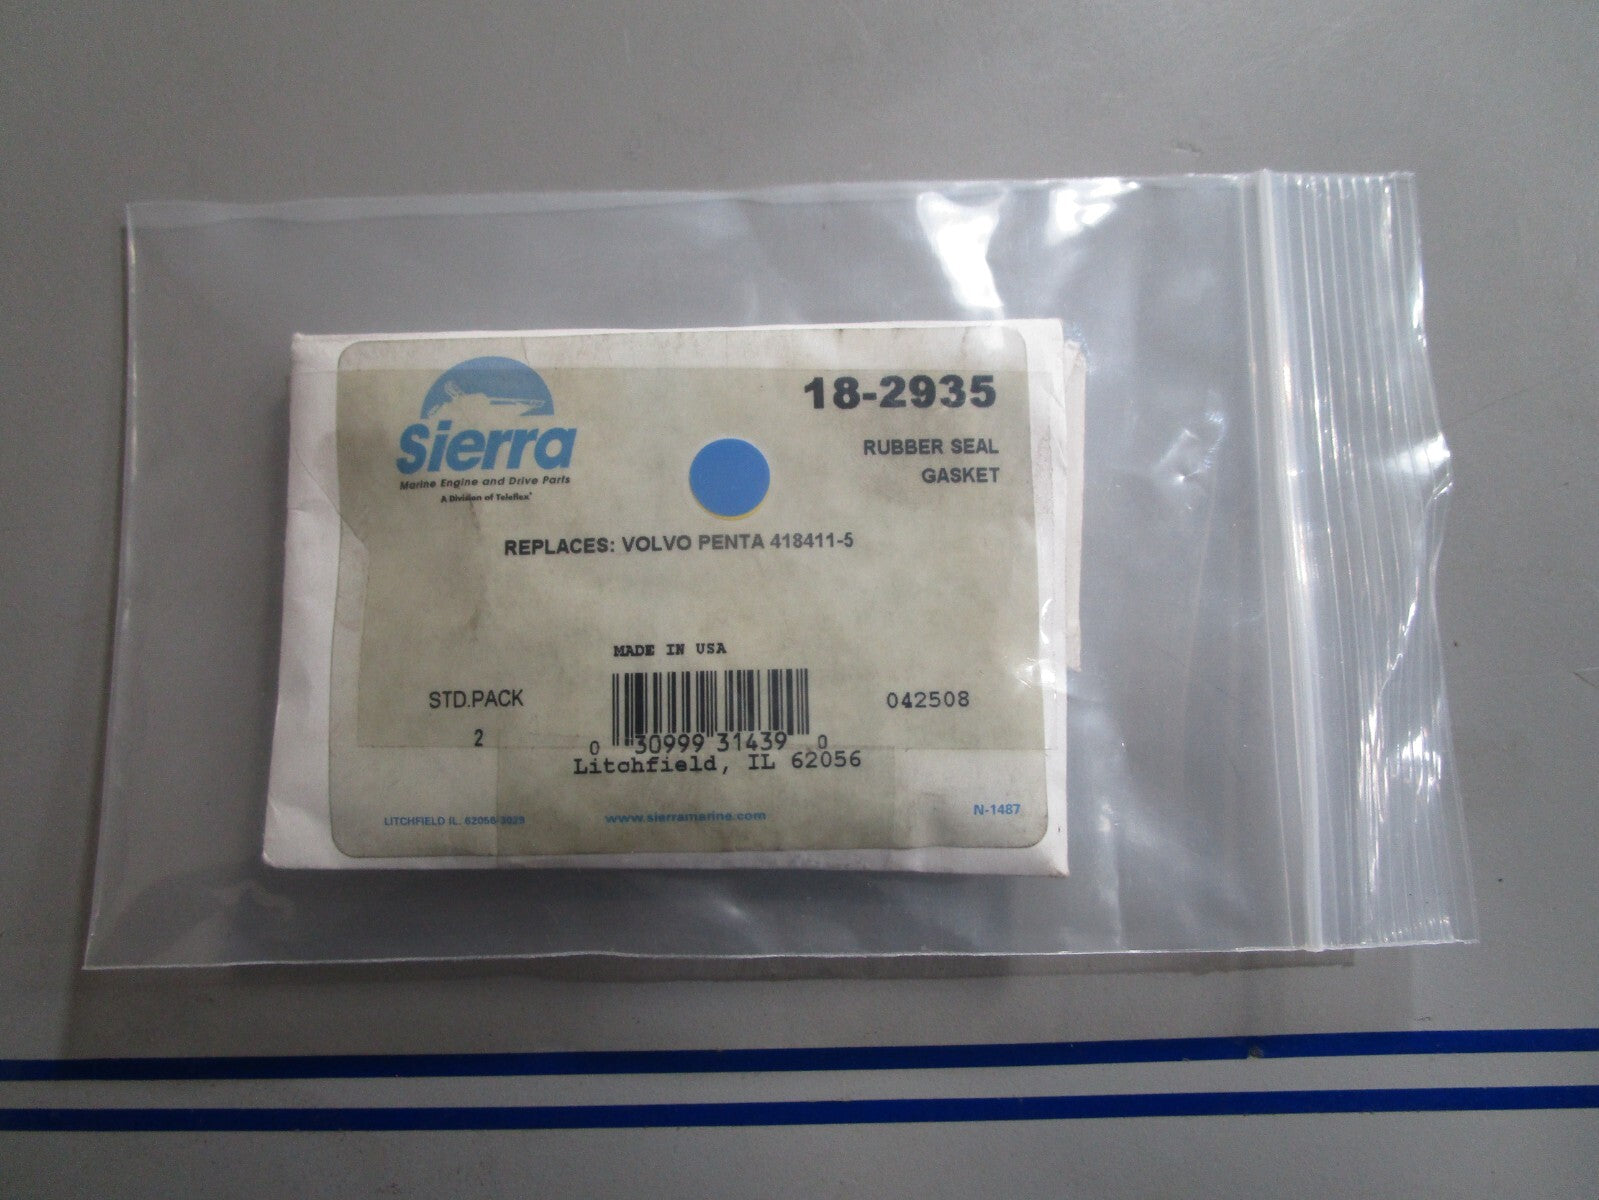 Sierra
Marine Engine and Drive Parts
A Division of Teleflex
18-2935
RUBBER SEAL
GASKET
REPLACES: VOLVO PENTA 418411-5
MADE IN USA
STD.PACK
2
042508
0 30999 31439 0
Litchfield, IL 62056
LITCHFIELD IL. 62056-3029
www.sierramarine.com
N-1487